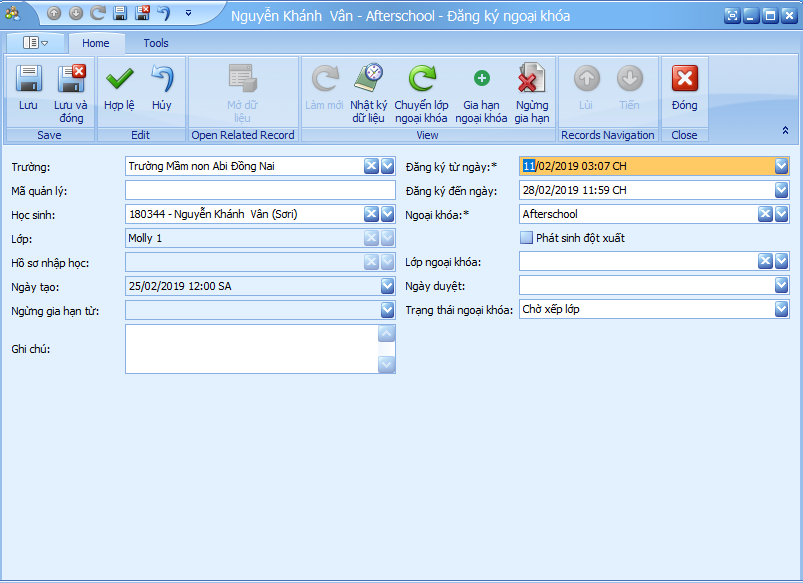 Nguyễn Khánh  Vân - Afterschool - Đăng ký ngoại khóa
Home
Tools
Lưu
Lưu và đóng
Hợp lệ
Hủy
Mở dữ liệu
Làm mới
Nhật ký dữ liệu
Chuyển lớp ngoại khóa
Gia hạn ngoại khóa
Ngừng gia hạn
Lùi
Tiến
Đóng
Save
Edit
Open Related Record
View
Records Navigation
Close
Trường:
Trường Mầm non Abi Đồng Nai
Đăng ký từ ngày:*
11/02/2019 03:07 CH
Mã quản lý:
Đăng ký đến ngày:
28/02/2019 11:59 CH
Học sinh:
180344 - Nguyễn Khánh  Vân (Sơri)
Ngoại khóa:*
Afterschool
Lớp:
Molly 1
Phát sinh đột xuất
Hồ sơ nhập học:
Lớp ngoại khóa:
Ngày tạo:
25/02/2019 12:00 SA
Ngày duyệt:
Ngừng gia hạn từ:
Trạng thái ngoại khóa:
Chờ xếp lớp
Ghi chú: